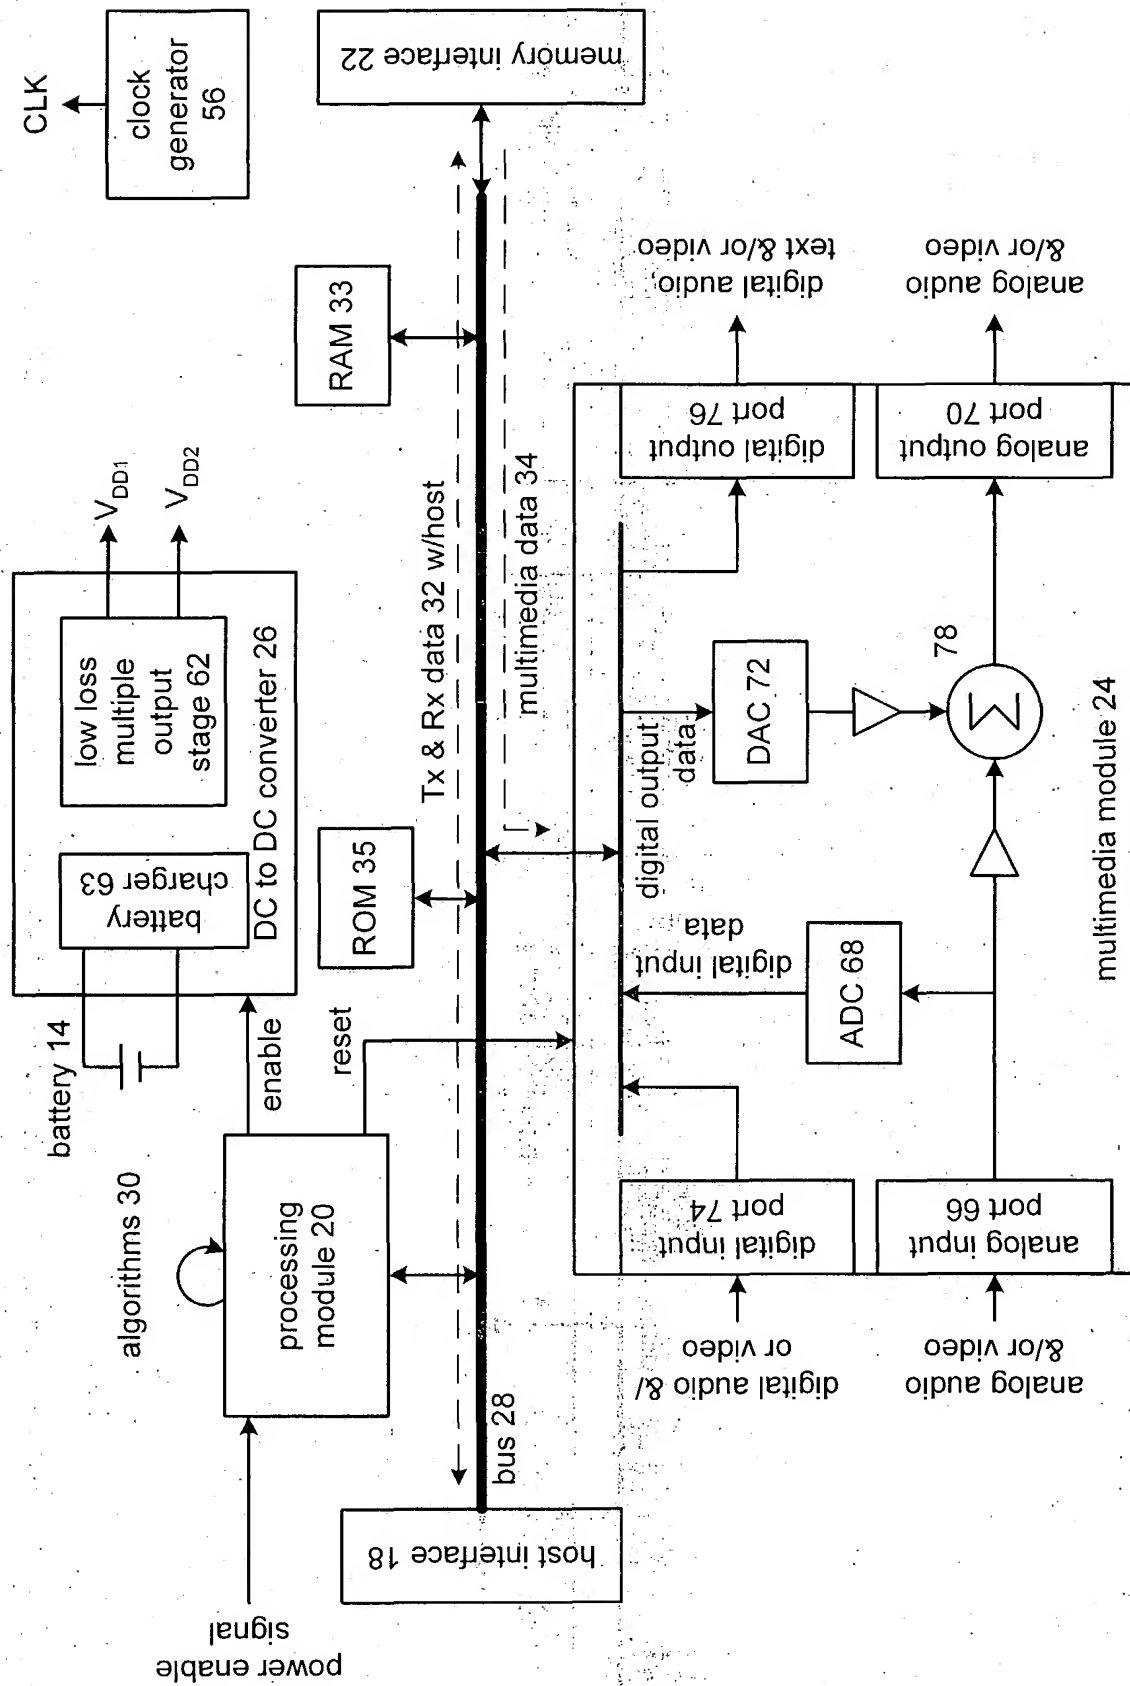 power enable
signal
algorithms 30
processing
module 20
battery 14
enable
reset
battery
charger 63
low loss
multiple
output
stage 62
DC to DC converter 26
VDD1
VDD2
CLK
clock
generator
56
host interface 18
bus 28
Tx & Rx data 32 w/host
multimedia data 34
ROM 35
RAM 33
memory interface 22
digital audio &/
or video
digital input
port 74
analog audio
&/or video
analog input
port 66
digital input
data
ADC 68
digital output
data
DAC 72
Σ
78
digital output
port 76
digital audio,
text &/or video
analog output
port 70
analog audio
&/or video
multimedia module 24